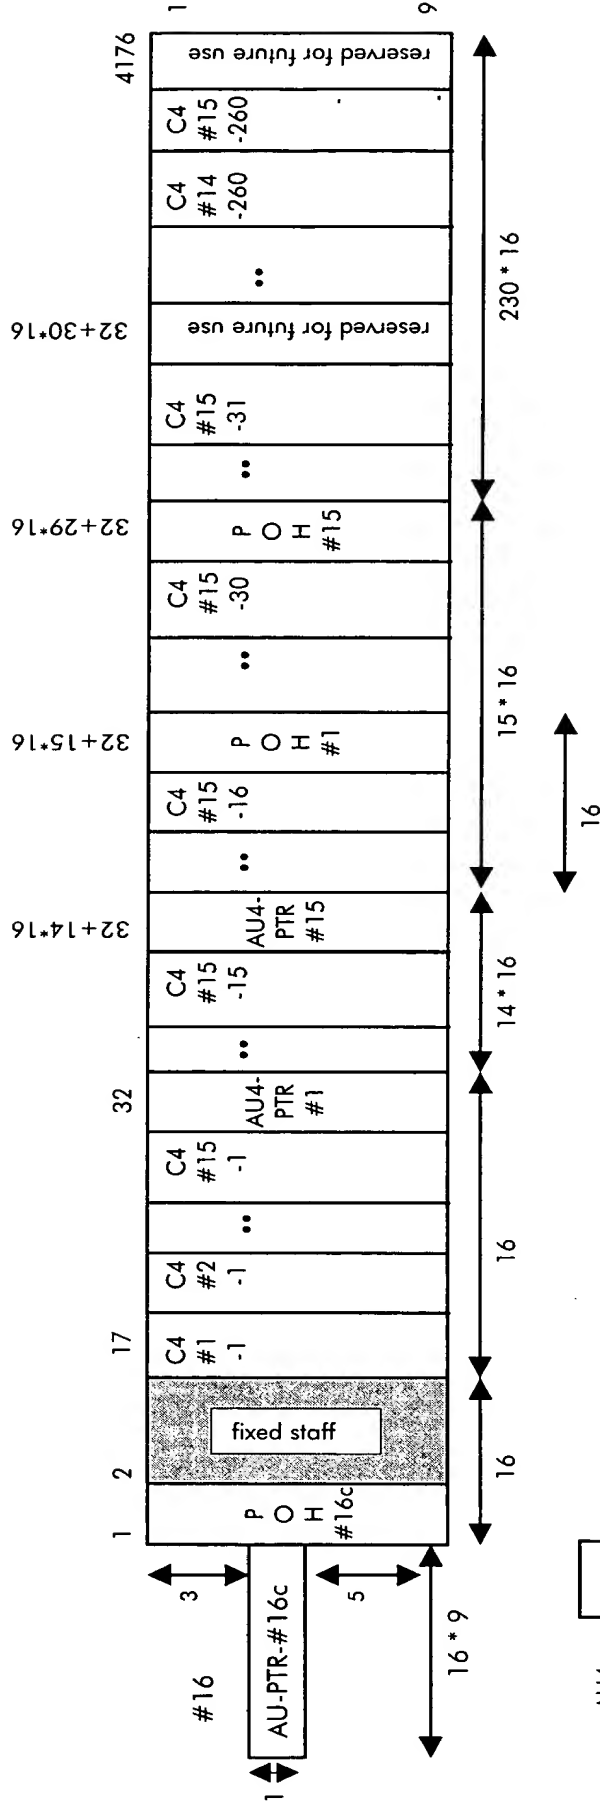 1
2
17
32
32+14*16
32+15*16
32+29*16
32+30*16
4176
1
9
#16
AU-PTR-#16c
1
3
5
16 * 9
P
O
H
#16c
fixed staff
C4
#1
-1
C4
#2
-1
••
C4
#15
-1
AU4-
PTR
#1
••
C4
#15
-15
AU4-
PTR
#15
••
C4
#15
-16
P
O
H
#1
••
C4
#15
-30
P
O
H
#15
••
C4
#15
-31
reserved for future use
••
C4
#14
-260
C4
#15
-260
reserved for future use
16
16
14 * 16
15 * 16
230 * 16
16